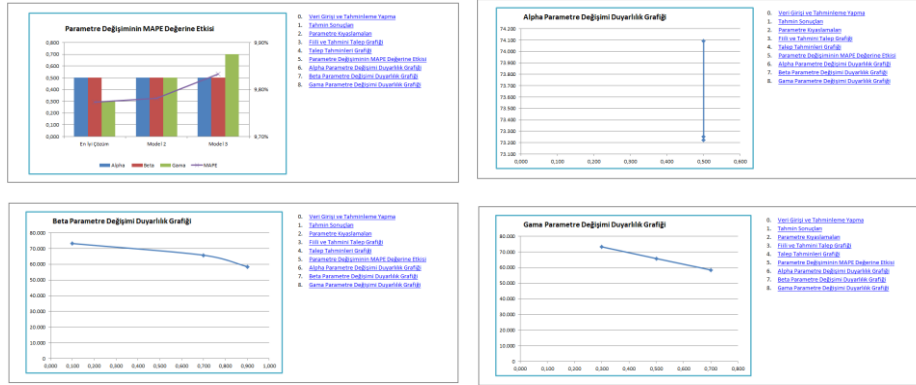 Parametre Değişiminin MAPE Değerine Etkisi
0,800
0,700
0,600
0,500
0,400
0,300
0,200
0,100
0,000
9,90%
9,80%
9,70%
En İyi Çözüm
Model 2
Model 3
Alpha
Beta
Gama
MAPE
0. Veri Girişi ve Tahminleme Yapma
1. Tahmin Sonuçları
2. Parametre Kıyaslamaları
3. Fiili ve Tahmini Talep Grafiği
4. Talep Tahminleri Grafiği
5. Parametre Değişiminin MAPE Değerine Etkisi
6. Alpha Parametre Değişimi Duyarlılık Grafiği
7. Beta Parametre Değişimi Duyarlılık Grafiği
8. Gama Parametre Değişimi Duyarlılık Grafiği
Alpha Parametre Değişimi Duyarlılık Grafiği
74.200
74.100
74.000
73.900
73.800
73.700
73.600
73.500
73.400
73.300
73.200
73.100
0,000 0,100 0,200 0,300 0,400 0,500 0,600
0. Veri Girişi ve Tahminleme Yapma
1. Tahmin Sonuçları
2. Parametre Kıyaslamaları
3. Fiili ve Tahmini Talep Grafiği
4. Talep Tahminleri Grafiği
5. Parametre Değişiminin MAPE Değerine Etkisi
6. Alpha Parametre Değişimi Duyarlılık Grafiği
7. Beta Parametre Değişimi Duyarlılık Grafiği
8. Gama Parametre Değişimi Duyarlılık Grafiği
Beta Parametre Değişimi Duyarlılık Grafiği
80.000
70.000
60.000
50.000
40.000
30.000
20.000
10.000
0
0,000 0,100 0,200 0,300 0,400 0,500 0,600 0,700 0,800 0,900 1,000
0. Veri Girişi ve Tahminleme Yapma
1. Tahmin Sonuçları
2. Parametre Kıyaslamaları
3. Fiili ve Tahmini Talep Grafiği
4. Talep Tahminleri Grafiği
5. Parametre Değişiminin MAPE Değerine Etkisi
6. Alpha Parametre Değişimi Duyarlılık Grafiği
7. Beta Parametre Değişimi Duyarlılık Grafiği
8. Gama Parametre Değişimi Duyarlılık Grafiği
Gama Parametre Değişimi Duyarlılık Grafiği
80.000
70.000
60.000
50.000
40.000
30.000
20.000
10.000
0
0,000 0,100 0,200 0,300 0,400 0,500 0,600 0,700 0,800
0. Veri Girişi ve Tahminleme Yapma
1. Tahmin Sonuçları
2. Parametre Kıyaslamaları
3. Fiili ve Tahmini Talep Grafiği
4. Talep Tahminleri Grafiği
5. Parametre Değişiminin MAPE Değerine Etkisi
6. Alpha Parametre Değişimi Duyarlılık Grafiği
7. Beta Parametre Değişimi Duyarlılık Grafiği
8. Gama Parametre Değişimi Duyarlılık Grafiği